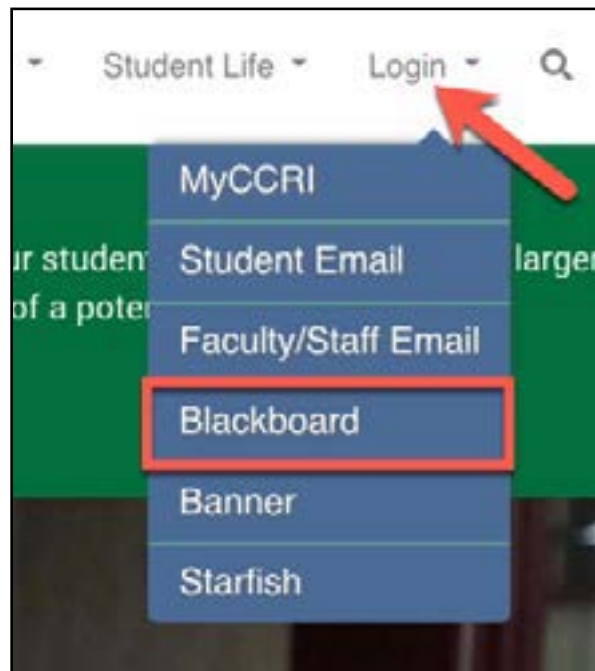 Student Life Login
MyCCRI
ur studen
Student Email
larger
of a poter
Faculty/Staff Email
Blackboard
Banner
Starfish